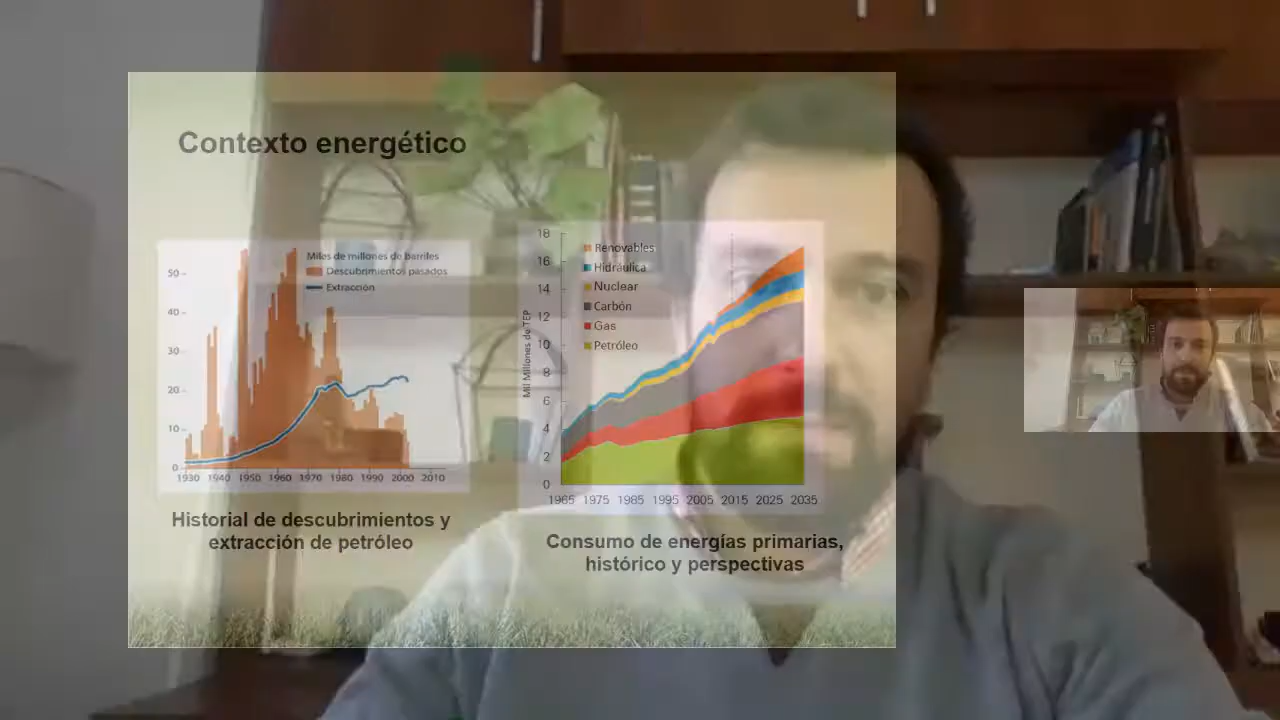 Contexto energético
Miles de millones de Barriles
Descubrimientos pasados
Extracción
50
40
30
20
10
0
1930 1940 1950 1960 1970 1980 1990 2000 2010
Historial de descubrimientos y
extracción de petróleo
Mil Millones de TEP
18
16
14
12
10
8
6
4
2
0
Renovables
Hidráulica
Nuclear
Carbón
Gas
Petróleo
1965 1975 1985 1995 2005 2015 2025 2035
Consumo de energías primarias,
histórico y perspectivas